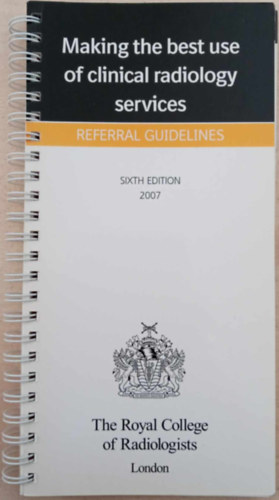 Making the best use
of clinical radiology
services
REFERRAL GUIDELINES
SIXTH EDITION
2007
The Royal College
of Radiologists
London